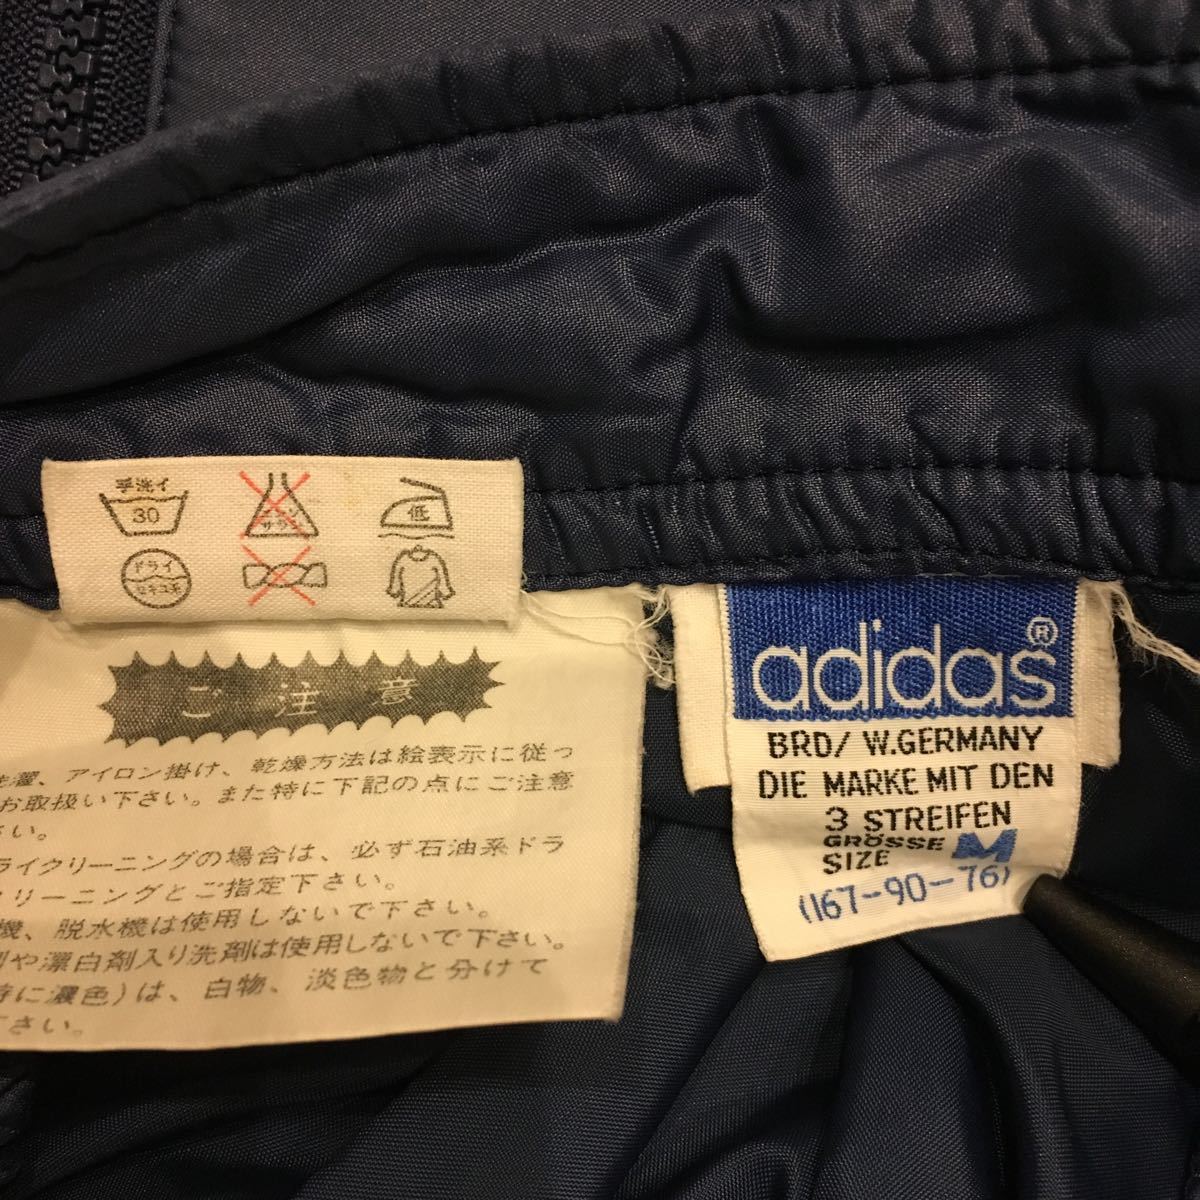 手洗イ
30
低
ドライ
セキユ系
ご注意
洗濯、アイロン掛け、乾燥方法は絵表示に従っ
お取扱い下さい。また特に下記の点にご注意
さい。
ライクリーニングの場合は、必ず石油系ドラ
クリーニングとご指定下さい。
機、脱水機は使用しないで下さい。
剤や漂白剤入り洗剤は使用しないで下さい。
特に濃色)は、白物、淡色物と分けて
下さい。
adidas®
BRD/ W.GERMANY
DIE MARKE MIT DEN
3 STREIFEN
GRÖSSE M
SIZE
(167-90-76)